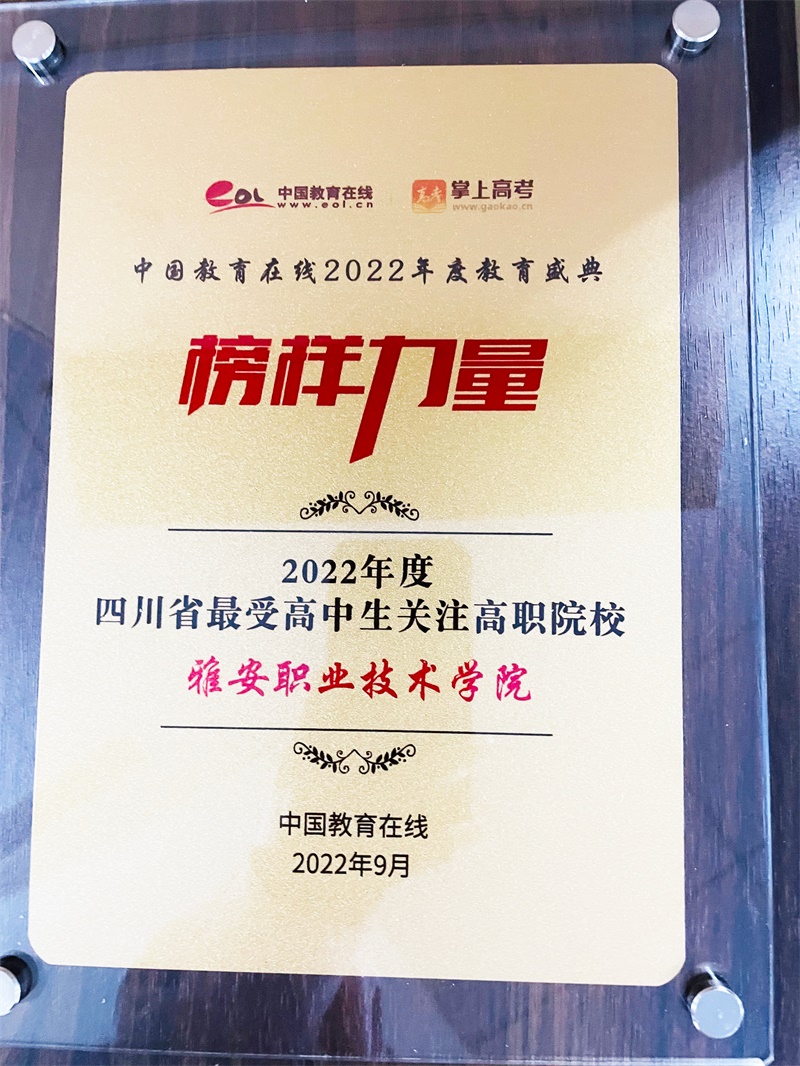 eol 中国教育在线 高考 掌上高考
www.eol.cn www.gaokao.cn
中国教育在线2022年度教育盛典
榜样力量
2022年度
四川省最受高中生关注高职院校
雅安职业技术学院
中国教育在线
2022年9月